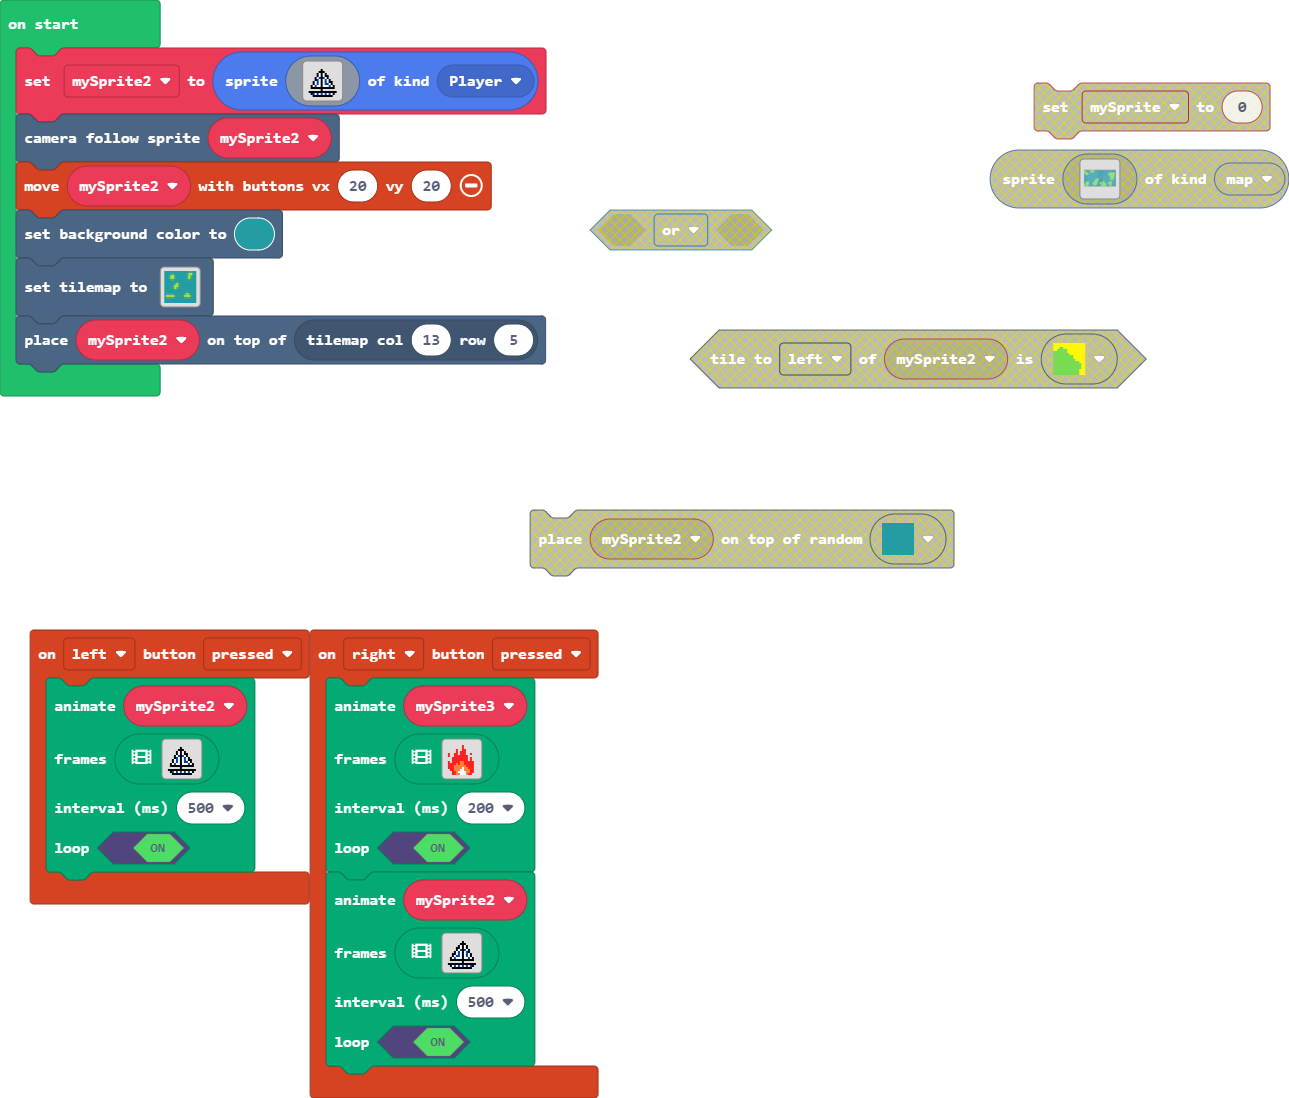 on start
set mySprite2 to sprite of kind Player
camera follow sprite mySprite2
move mySprite2 with buttons vx 20 vy 20
set background color to
set tilemap to
place mySprite2 on top of tilemap col 13 row 5
set mySprite to 0
sprite of kind map
or
tile to left of mySprite2 is
place mySprite2 on top of random
on left button pressed
animate mySprite2
frames
interval (ms) 500
loop ON
on right button pressed
animate mySprite3
frames
interval (ms) 200
loop ON
animate mySprite2
frames
interval (ms) 500
loop ON